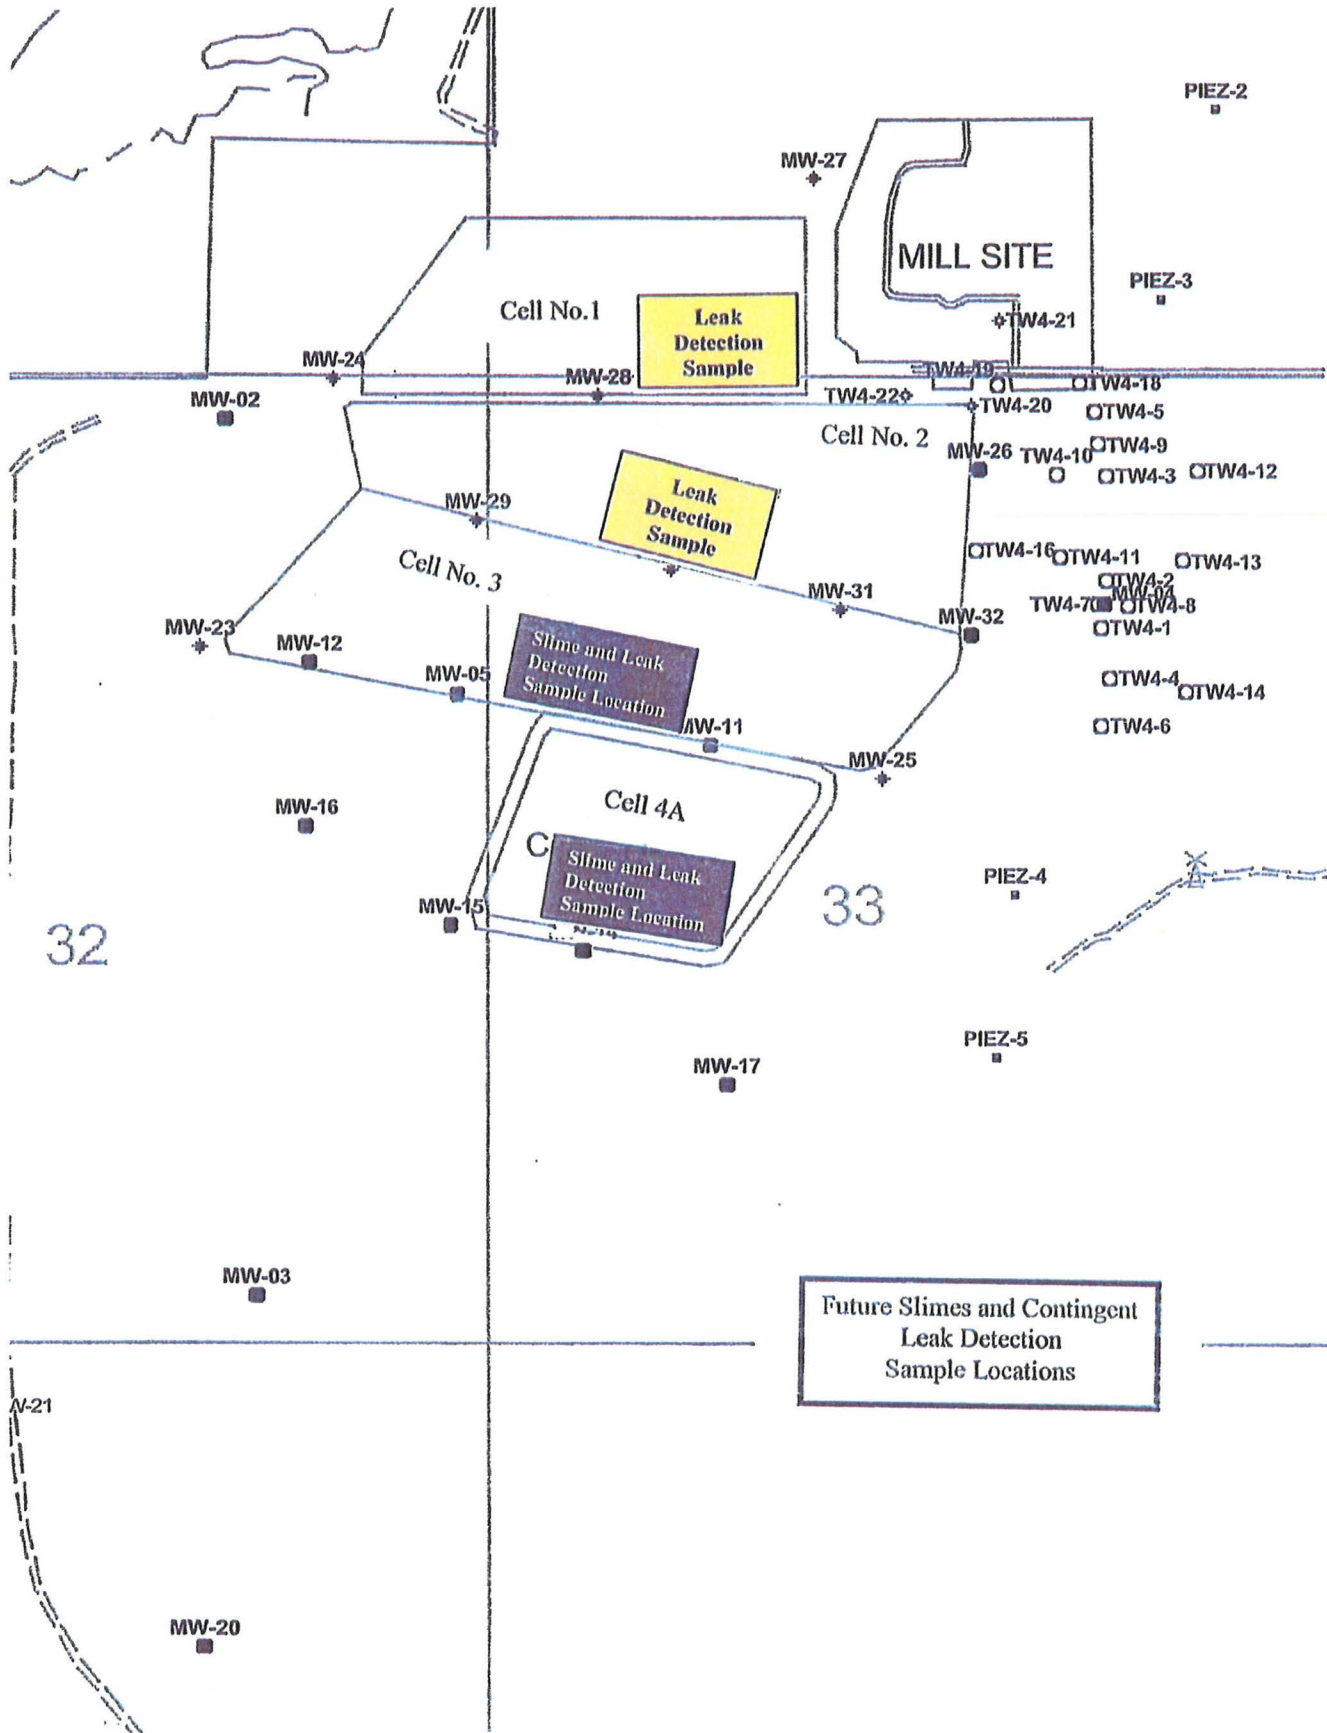 PIEZ-2
MW-27
MILL SITE
PIEZ-3
Cell No.1
Leak
Detection
Sample
TW4-21
MW-24
MW-28
TW4-19
TW4-18
MW-02
TW4-22
TW4-20
TW4-5
Cell No. 2
TW4-9
MW-26
TW4-10
TW4-3
TW4-12
Leak
Detection
Sample
MW-29
TW4-16
TW4-11
TW4-13
Cell No. 3
TW4-2
MW-04
MW-31
TW4-7
TW4-8
MW-32
TW4-1
MW-23
MW-12
Slime and Leak
Detection
Sample Location
MW-05
TW4-4
TW4-14
MW-11
TW4-6
MW-25
Cell 4A
MW-16
C
Slime and Leak
Detection
Sample Location
PIEZ-4
33
MW-15
32
PIEZ-5
MW-17
MW-03
Future Slimes and Contingent
Leak Detection
Sample Locations
V-21
MW-20